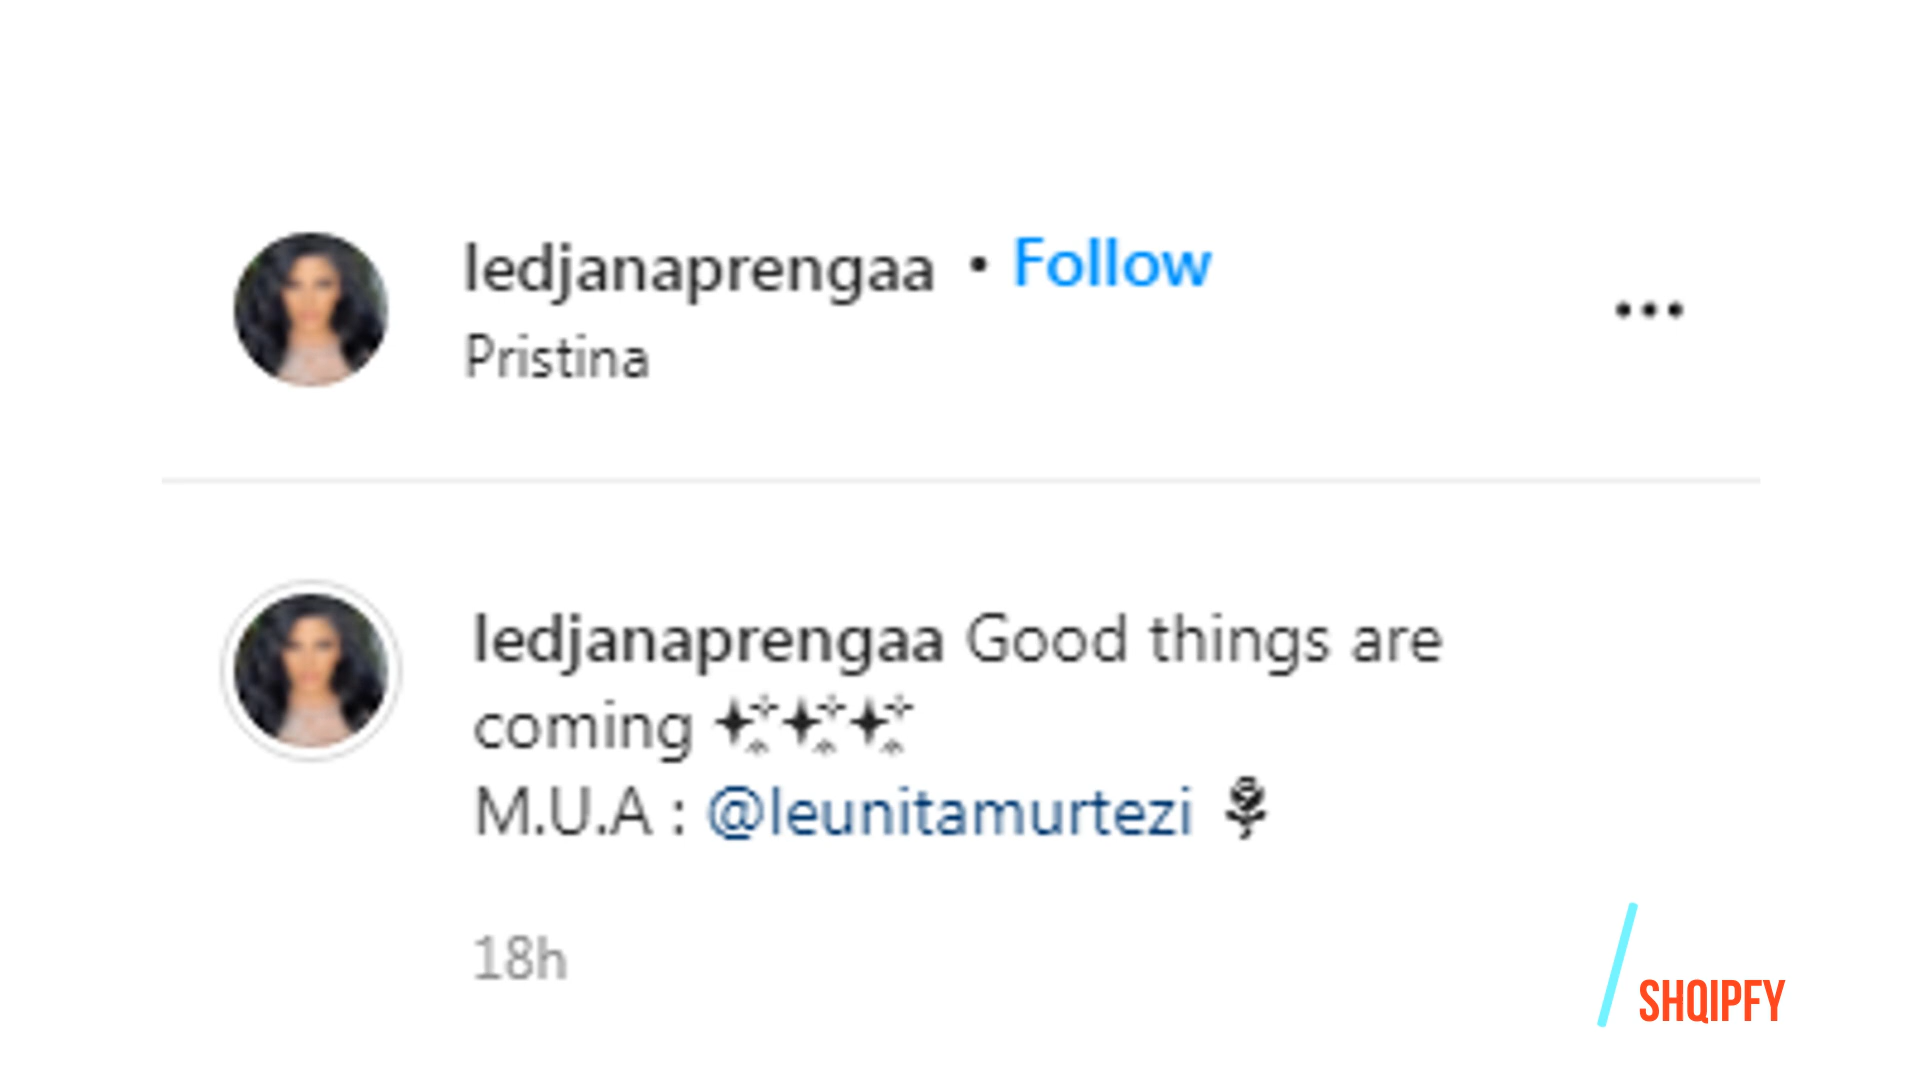 ledjanaprengaa • Follow
Pristina
ledjanaprengaa Good things are
coming ✨✨✨
M.U.A : @leunitamurtezi 🌹
18h
SHQIPFY